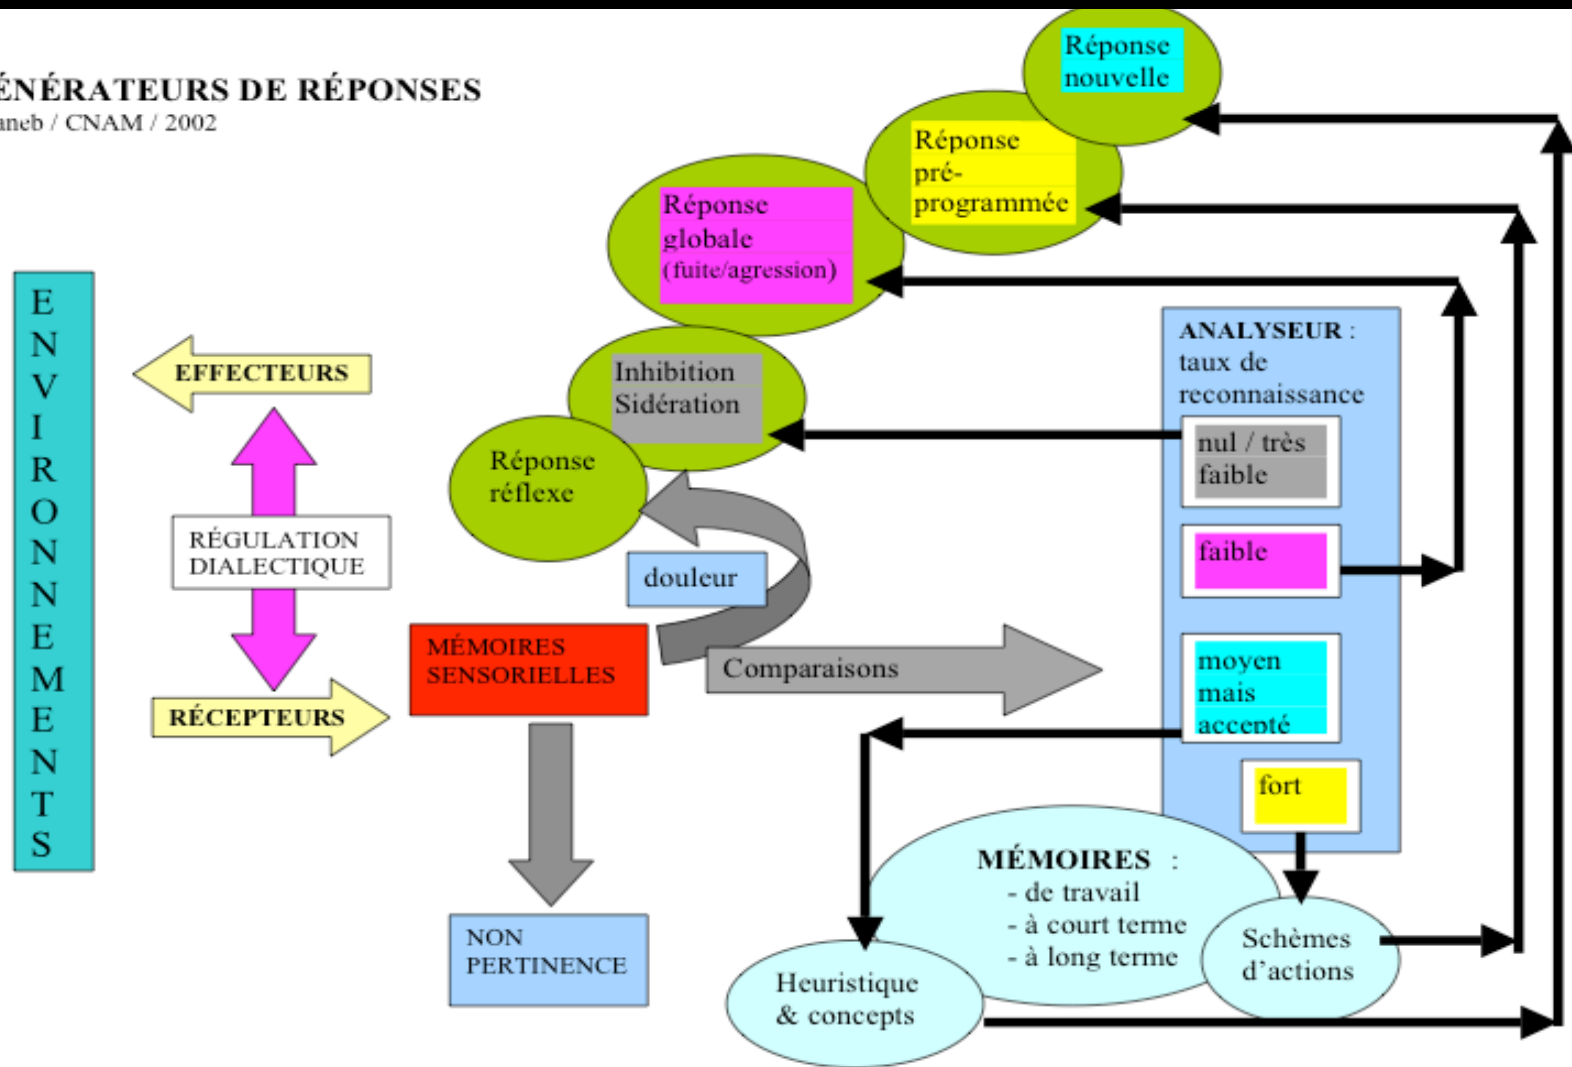 ÉNÉRATEURS DE RÉPONSES
aneb / CNAM / 2002
Réponse
nouvelle
Réponse
pré-
programmée
Réponse
globale
(fuite/agression)
Inhibition
Sidération
Réponse
réflexe
ENVIRONNEMENTS
EFFECTEURS
RÉGULATION
DIALECTIQUE
RÉCEPTEURS
MÉMOIRES
SENSORIELLES
douleur
Comparaisons
NON
PERTINENCE
ANALYSEUR :
taux de
reconnaissance
nul / très
faible
faible
moyen
mais
accepté
fort
MÉMOIRES :
- de travail
- à court terme
- à long terme
Heuristique
& concepts
Schèmes
d'actions